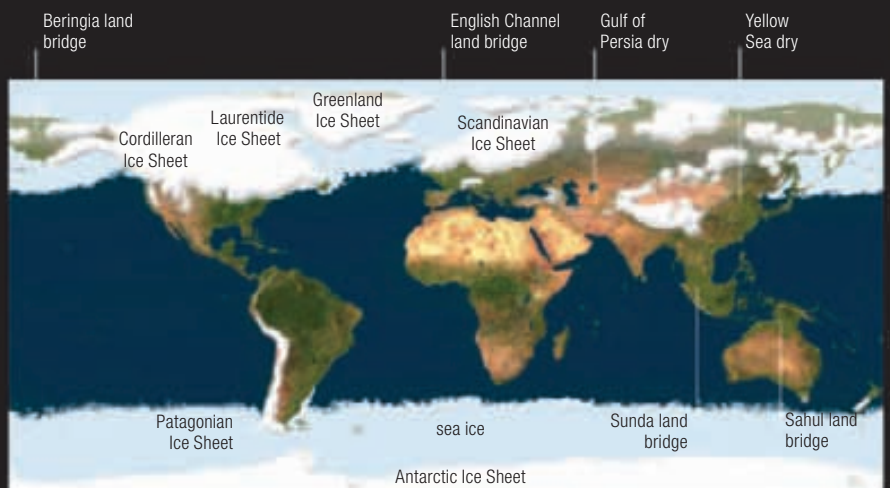 Beringia land
bridge
English Channel
land bridge
Gulf of
Persia dry
Yellow
Sea dry
Greenland
Ice Sheet
Laurentide
Ice Sheet
Cordilleran
Ice Sheet
Scandinavian
Ice Sheet
Patagonian
Ice Sheet
sea ice
Sunda land
bridge
Sahul land
bridge
Antarctic Ice Sheet